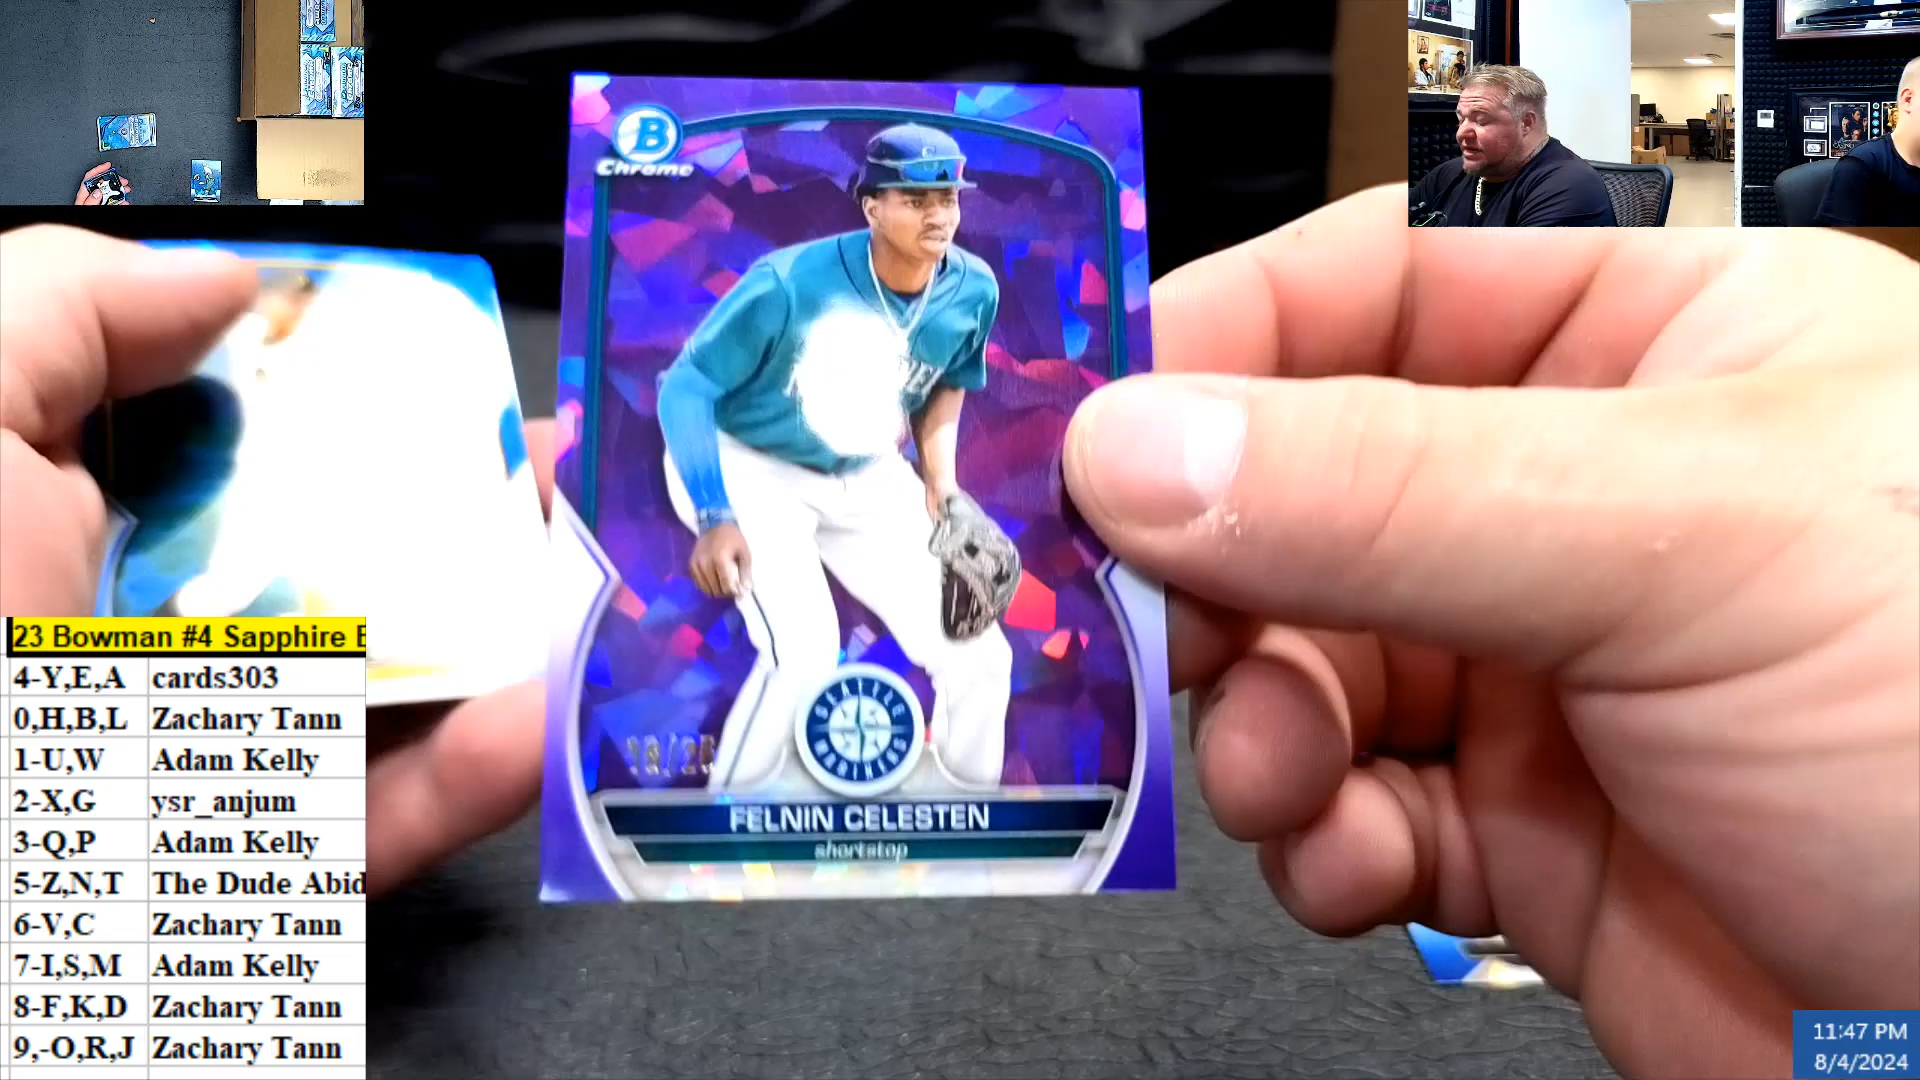 B
Chrome
SEATTLE
MARINERS
FELNIN CELESTEN
shortstop
23 Bowman #4 Sapphire E
4-Y,E,A cards303
0,H,B,L Zachary Tann
1-U,W Adam Kelly
2-X,G ysr_anjum
3-Q,P Adam Kelly
5-Z,N,T The Dude Abid
6-V,C Zachary Tann
7-I,S,M Adam Kelly
8-F,K,D Zachary Tann
9,-O,R,J Zachary Tann
11:47 PM
8/4/2024